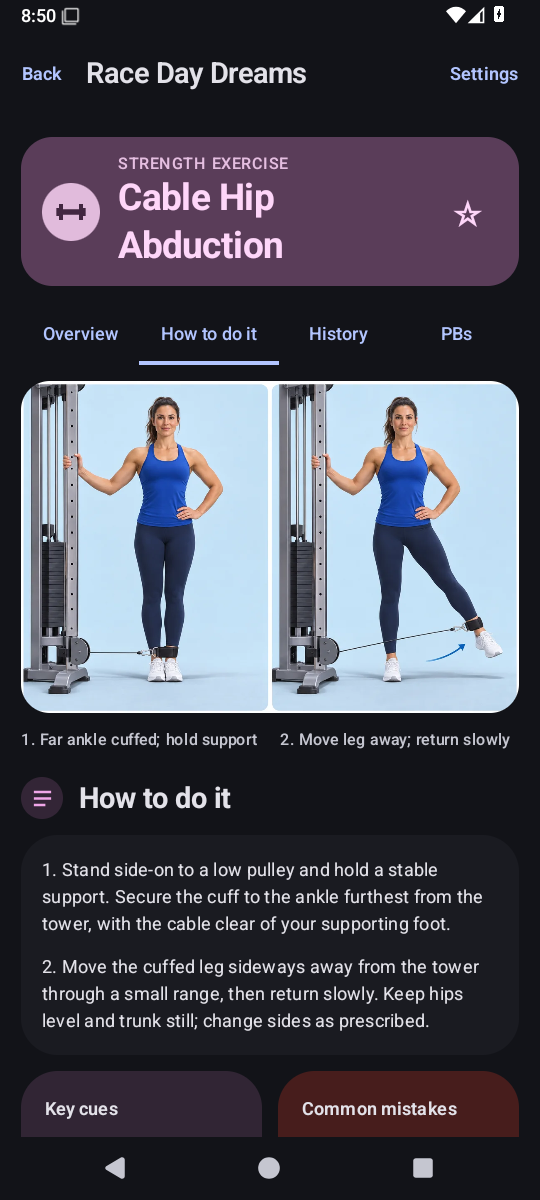 8:50
Back
Race Day Dreams
Settings
STRENGTH EXERCISE
Cable Hip
Abduction
Overview
How to do it
History
PBs
1. Far ankle cuffed; hold support
2. Move leg away; return slowly
How to do it
1. Stand side-on to a low pulley and hold a stable
support. Secure the cuff to the ankle furthest from the
tower, with the cable clear of your supporting foot.
2. Move the cuffed leg sideways away from the tower
through a small range, then return slowly. Keep hips
level and trunk still; change sides as prescribed.
Key cues
Common mistakes